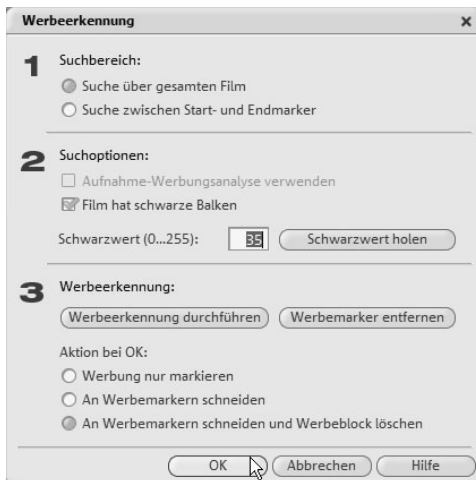 Werbeerkennung
1 Suchbereich:
Suche über gesamten Film
Suche zwischen Start- und Endmarker
2 Suchoptionen:
Aufnahme-Werbungsanalyse verwenden
Film hat schwarze Balken
Schwarzwert (0...255): 35 Schwarzwert holen
3 Werbeerkennung:
Werbeerkennung durchführen Werbemarker entfernen
Aktion bei OK:
Werbung nur markieren
An Werbemarkern schneiden
An Werbemarkern schneiden und Werbeblock löschen
OK Abbrechen Hilfe